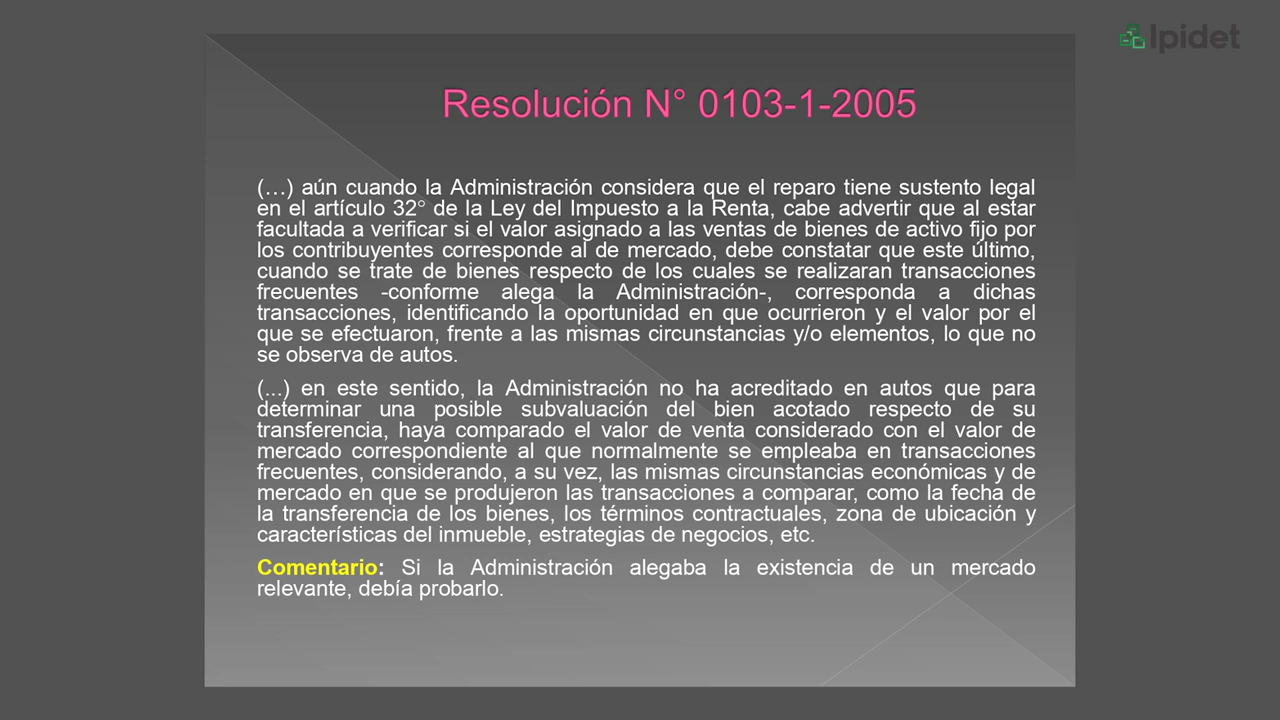 Ipidet
Resolución N° 0103-1-2005
(…) aún cuando la Administración considera que el reparo tiene sustento legal
en el artículo 32° de la Ley del Impuesto a la Renta, cabe advertir que al estar
facultada a verificar si el valor asignado a las ventas de bienes de activo fijo por
los contribuyentes corresponde al de mercado, debe constatar que este último,
cuando se trate de bienes respecto de los cuales se realizaran transacciones
frecuentes -conforme alega la Administración-, corresponda a dichas
transacciones, identificando la oportunidad en que ocurrieron y el valor por el
que se efectuaron, frente a las mismas circunstancias y/o elementos, lo que no
se observa de autos.
(...) en este sentido, la Administración no ha acreditado en autos que para
determinar una posible subvaluación del bien acotado respecto de su
transferencia, haya comparado el valor de venta considerado con el valor de
mercado correspondiente al que normalmente se empleaba en transacciones
frecuentes, considerando, a su vez, las mismas circunstancias económicas y de
mercado en que se produjeron las transacciones a comparar, como la fecha de
la transferencia de los bienes, los términos contractuales, zona de ubicación y
características del inmueble, estrategias de negocios, etc.
Comentario: Si la Administración alegaba la existencia de un mercado
relevante, debía probarlo.